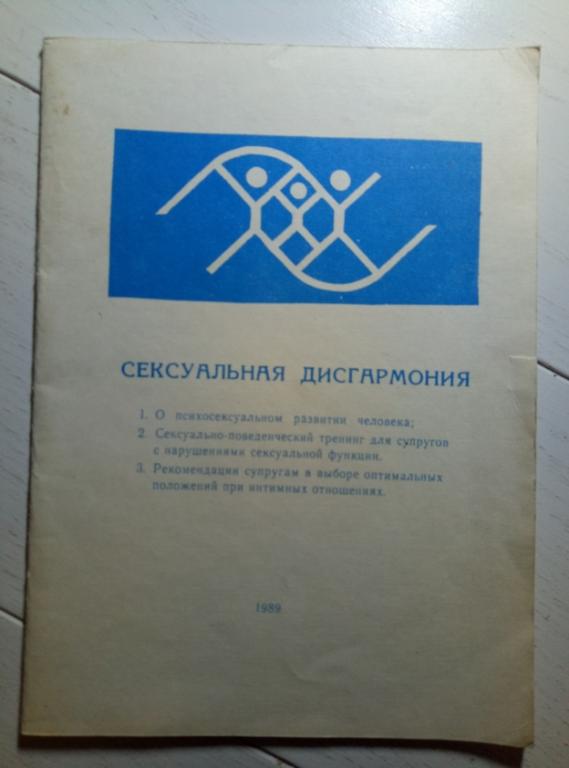 СЕКСУАЛЬНАЯ ДИСГАРМОНИЯ
1. О психосексуальном развитии человека;
2. Сексуально-поведенческий тренинг для супругов
с нарушениями сексуальной функции.
3. Рекомендации супругам в выборе оптимальных
положений при интимных отношениях.
1989